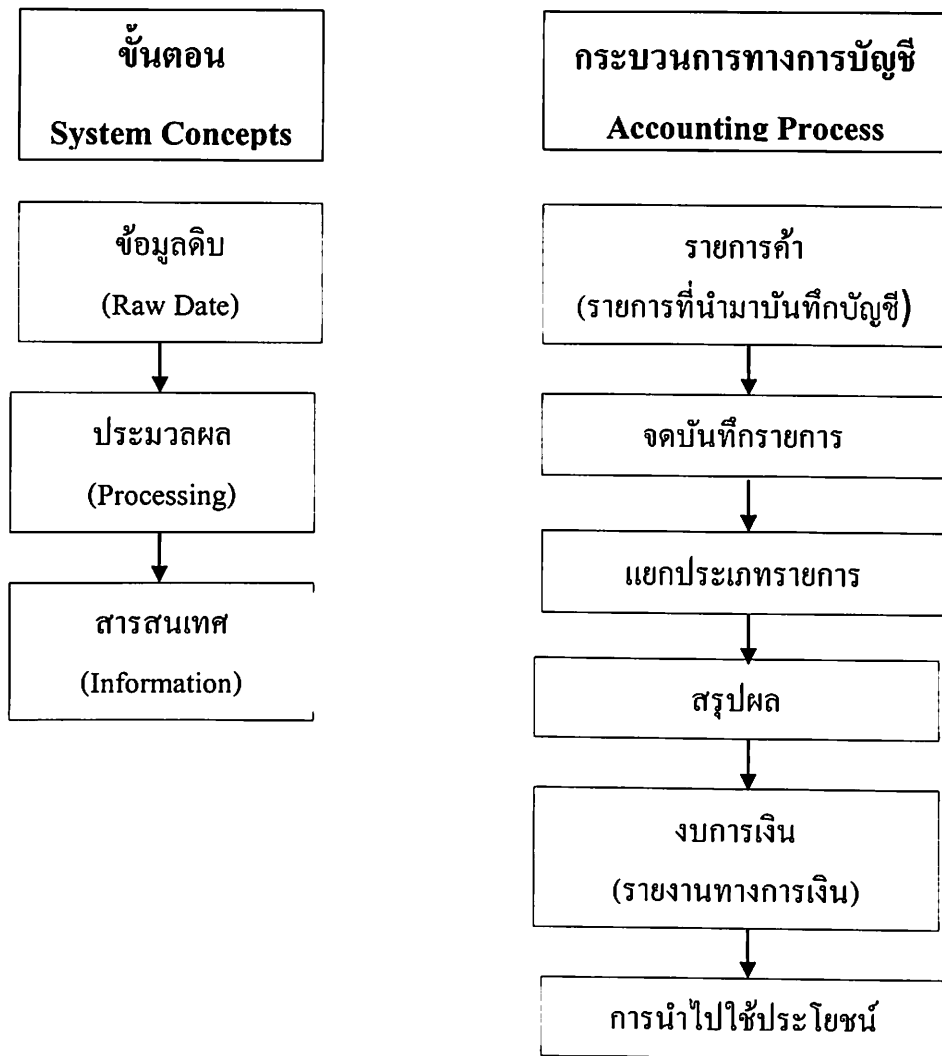 ขั้นตอน
System Concepts
ข้อมูลดิบ
(Raw Date)
ประมวลผล
(Processing)
สารสนเทศ
(Information)
กระบวนการทางการบัญชี
Accounting Process
รายการค้า
(รายการที่นำมาบันทึกบัญชี)
จดบันทึกรายการ
แยกประเภทรายการ
สรุปผล
งบการเงิน
(รายงานทางการเงิน)
การนำไปใช้ประโยชน์